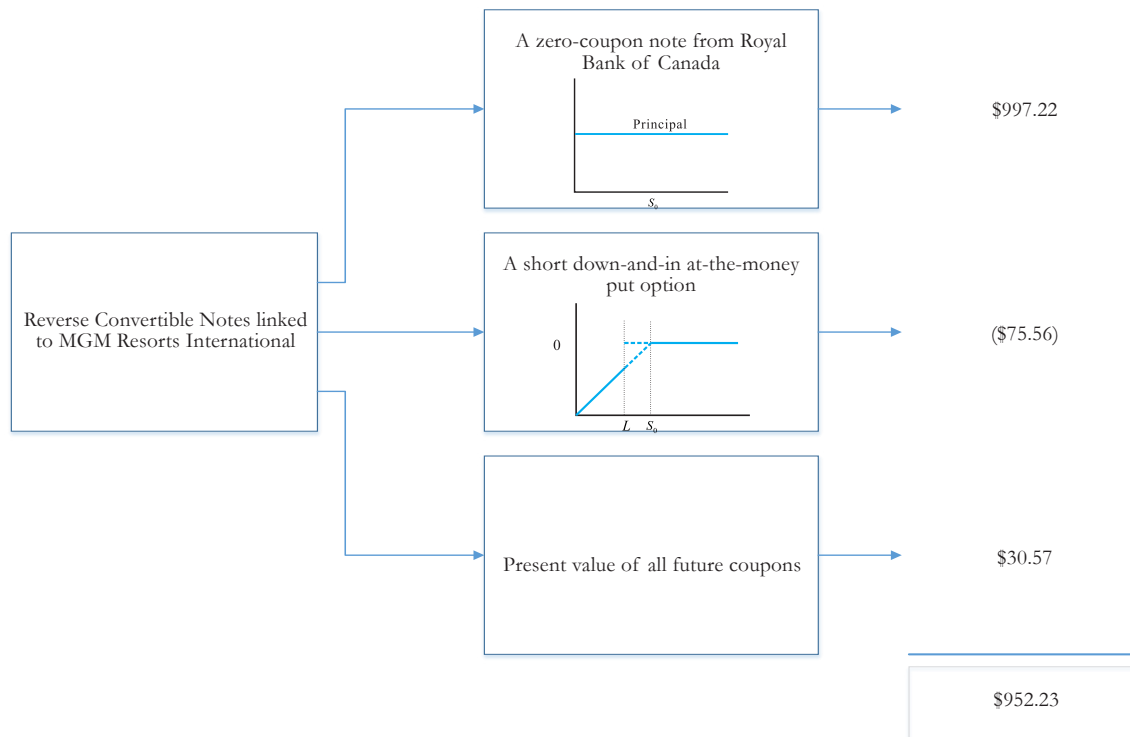 A zero-coupon note from Royal
Bank of Canada
Principal
S₀
$997.22
Reverse Convertible Notes linked
to MGM Resorts International
A short down-and-in at-the-money
put option
0
L S₀
($75.56)
Present value of all future coupons
$30.57
$952.23